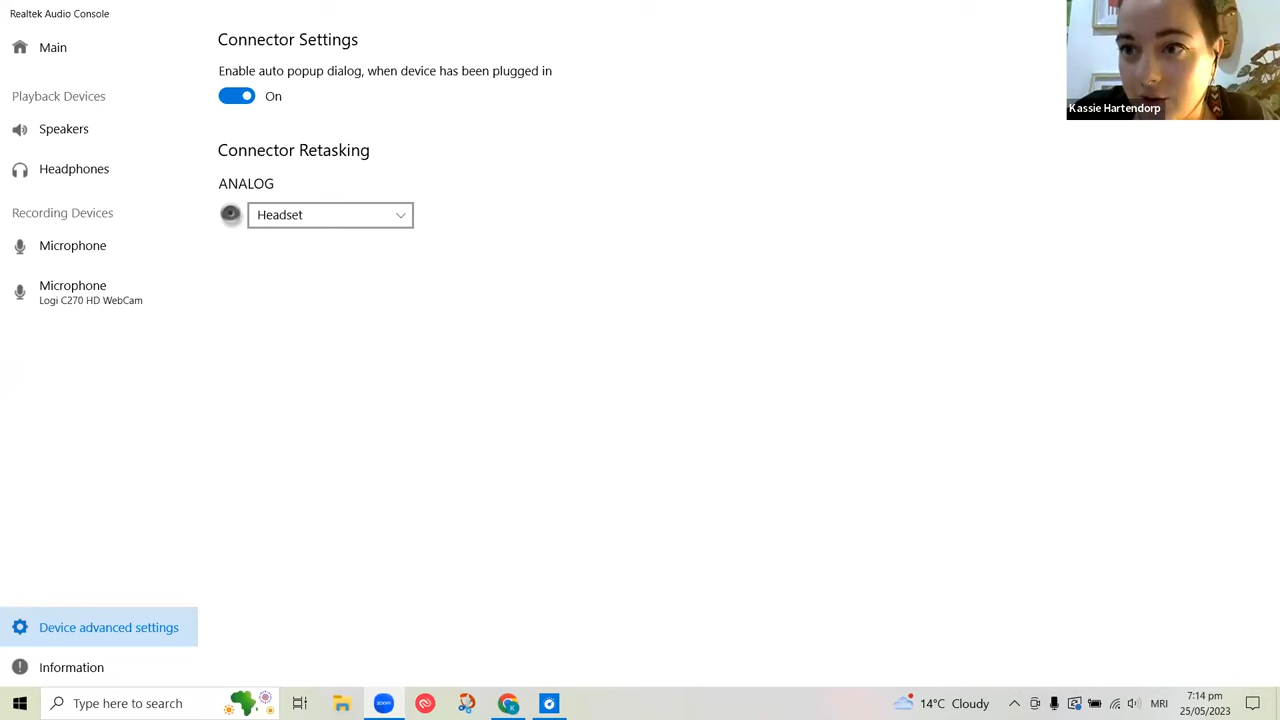 Realtek Audio Console
Main
Playback Devices
Speakers
Headphones
Recording Devices
Microphone
Microphone
Logi C270 HD WebCam
Device advanced settings
Information
Connector Settings
Enable auto popup dialog, when device has been plugged in
On
Connector Retasking
ANALOG
Headset
Kassie Hartendorp
Type here to search
zoom
K
14°C Cloudy
MRI
7:14 pm
25/05/2023